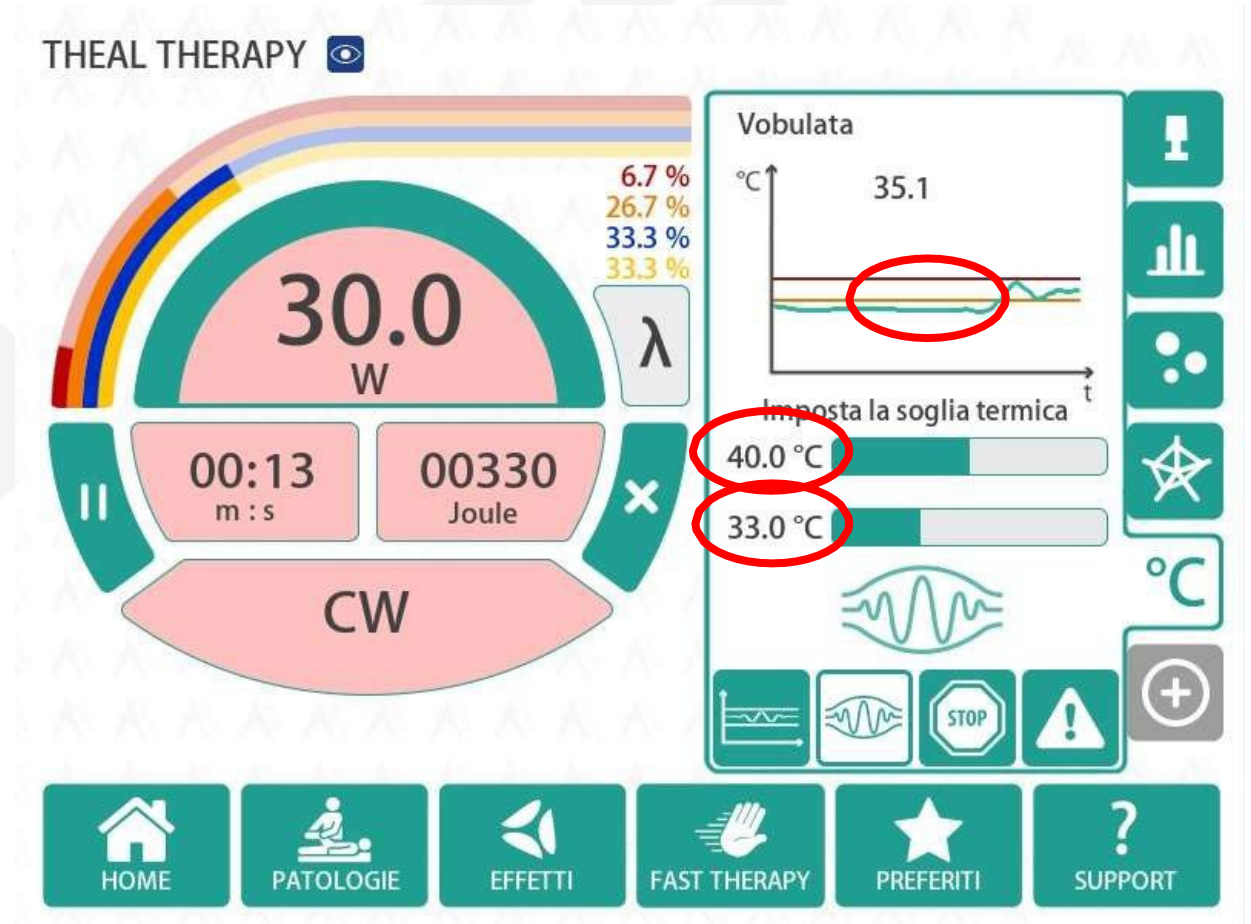 THEAL THERAPY
6.7 %
26.7 %
33.3 %
33.3 %
30.0
W
λ
00:13
m : s
00330
Joule
CW
Vobulata
°C
35.1
t
Imposta la soglia termica
40.0 °C
33.0 °C
°C
STOP
HOME
PATOLOGIE
EFFETTI
FAST THERAPY
PREFERITI
?
SUPPORT